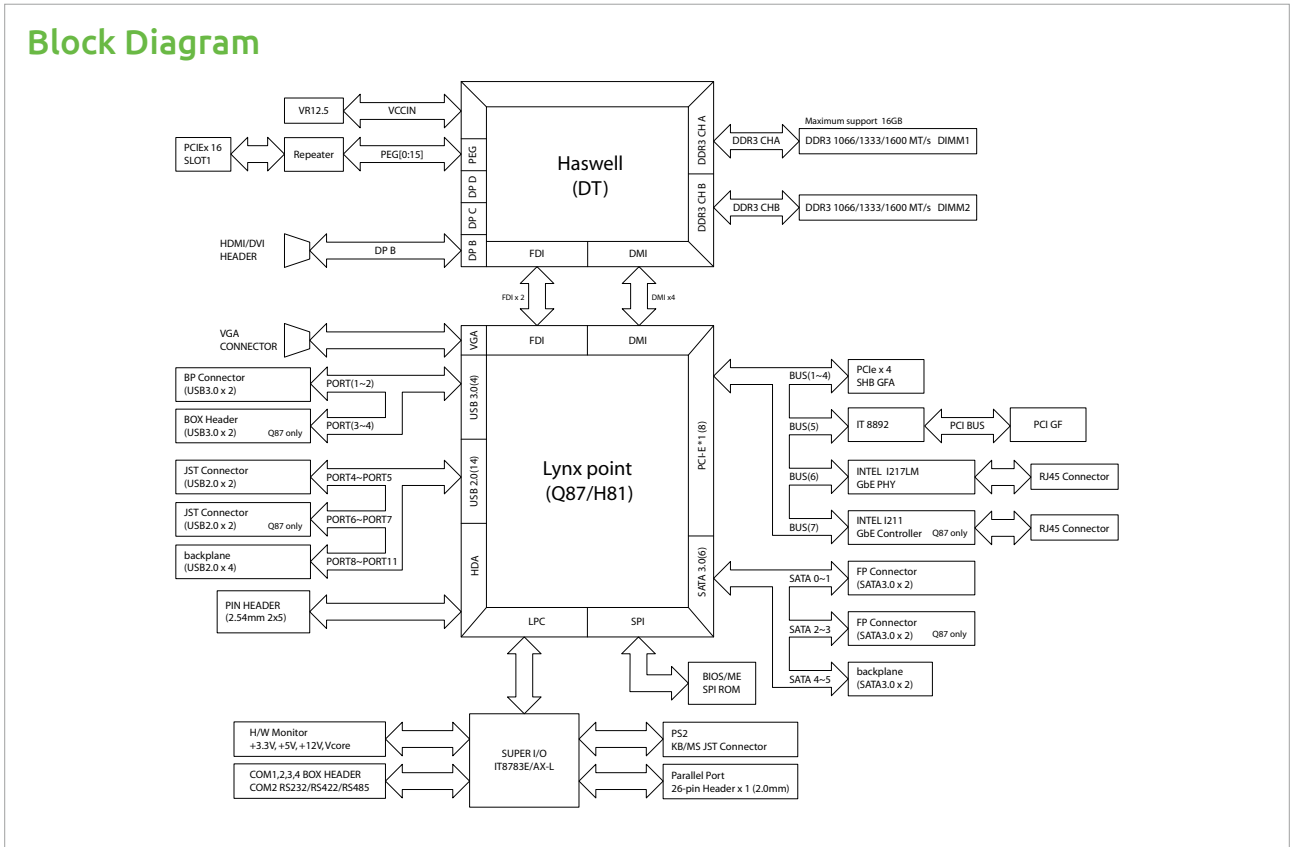 Block Diagram
VR12.5
VCCIN
PCIEx 16
SLOT1
Repeater
PEG[0:15]
PEG
DP D
DP C
DP B
HDMI/DVI
HEADER
DP B
Haswell
(DT)
FDI
DMI
DDR3 CH A
DDR3 CH B
Maximum support 16GB
DDR3 CHA
DDR3 1066/1333/1600 MT/s DIMM1
DDR3 CHB
DDR3 1066/1333/1600 MT/s DIMM2
FDI x 2
DMI x4
VGA
CONNECTOR
VGA
FDI
DMI
BP Connector
(USB3.0 x 2)
PORT(1~2)
BOX Header
(USB3.0 x 2) Q87 only
PORT(3~4)
USB 3.0(4)
JST Connector
(USB2.0 x 2)
PORT4~PORT5
JST Connector
(USB2.0 x 2) Q87 only
PORT6~PORT7
backplane
(USB2.0 x 4)
PORT8~PORT11
USB 2.0(14)
PIN HEADER
(2.54mm 2x5)
HDA
Lynx point
(Q87/H81)
LPC
SPI
PCI-E *1 (8)
SATA 3.0(6)
BUS(1~4)
PCIe x 4
SHB GFA
BUS(5)
IT 8892
PCI BUS
PCI GF
BUS(6)
INTEL I217LM
GbE PHY
RJ45 Connector
BUS(7)
INTEL I211
GbE Controller Q87 only
RJ45 Connector
SATA 0~1
FP Connector
(SATA3.0 x 2)
SATA 2~3
FP Connector
(SATA3.0 x 2) Q87 only
SATA 4~5
backplane
(SATA3.0 x 2)
BIOS/ME
SPI ROM
H/W Monitor
+3.3V, +5V, +12V, Vcore
COM1,2,3,4 BOX HEADER
COM2 RS232/RS422/RS485
SUPER I/O
IT8783E/AX-L
PS2
KB/MS JST Connector
Parallel Port
26-pin Header x 1 (2.0mm)